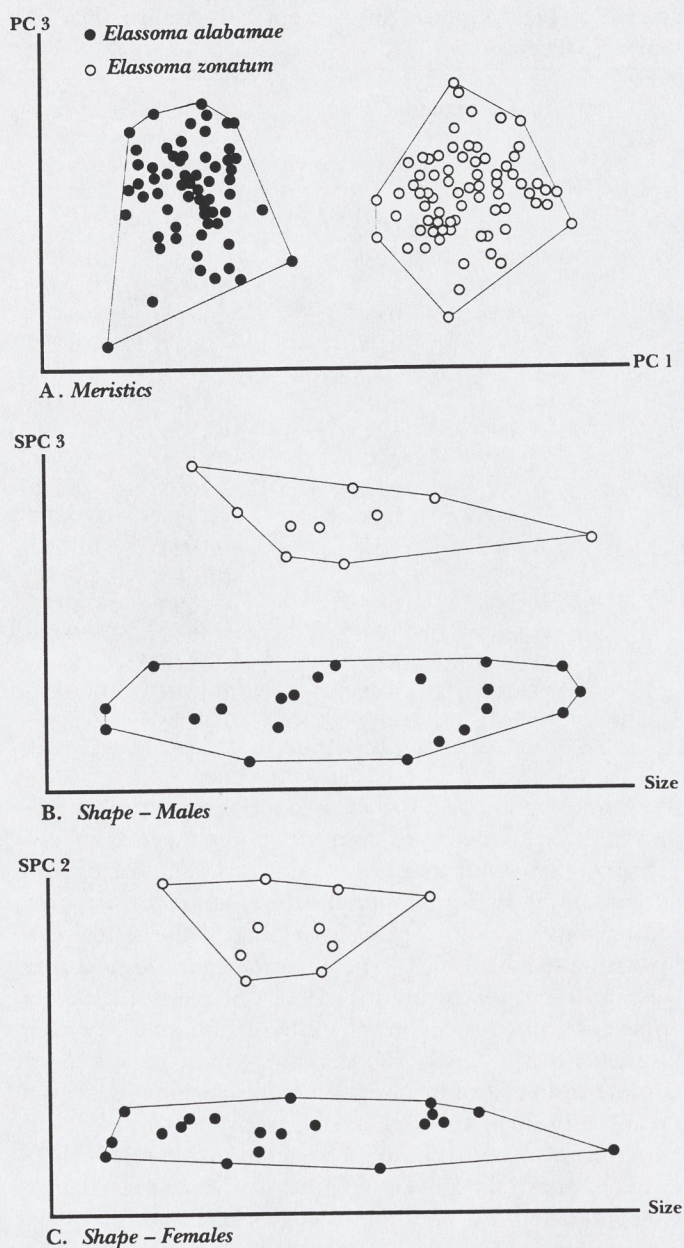 PC 3
● Elassoma alabamae
○ Elassoma zonatum
PC 1
A. Meristics
SPC 3
Size
B. Shape – Males
SPC 2
Size
C. Shape – Females